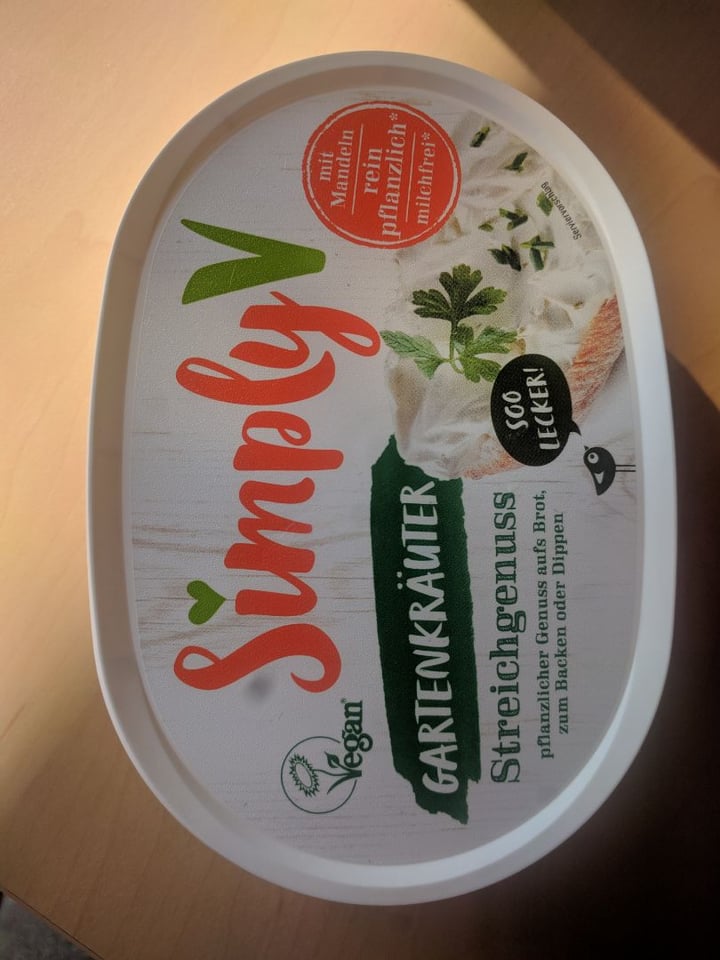 Simply V
mit
Mandeln
rein
pflanzlich*
milchfrei*
Serviervorschlag
Vegan®
GARTENKRÄUTER
Streichgenuss
pflanzlicher Genuss aufs Brot,
zum Backen oder Dippen
SOO
LECKER!